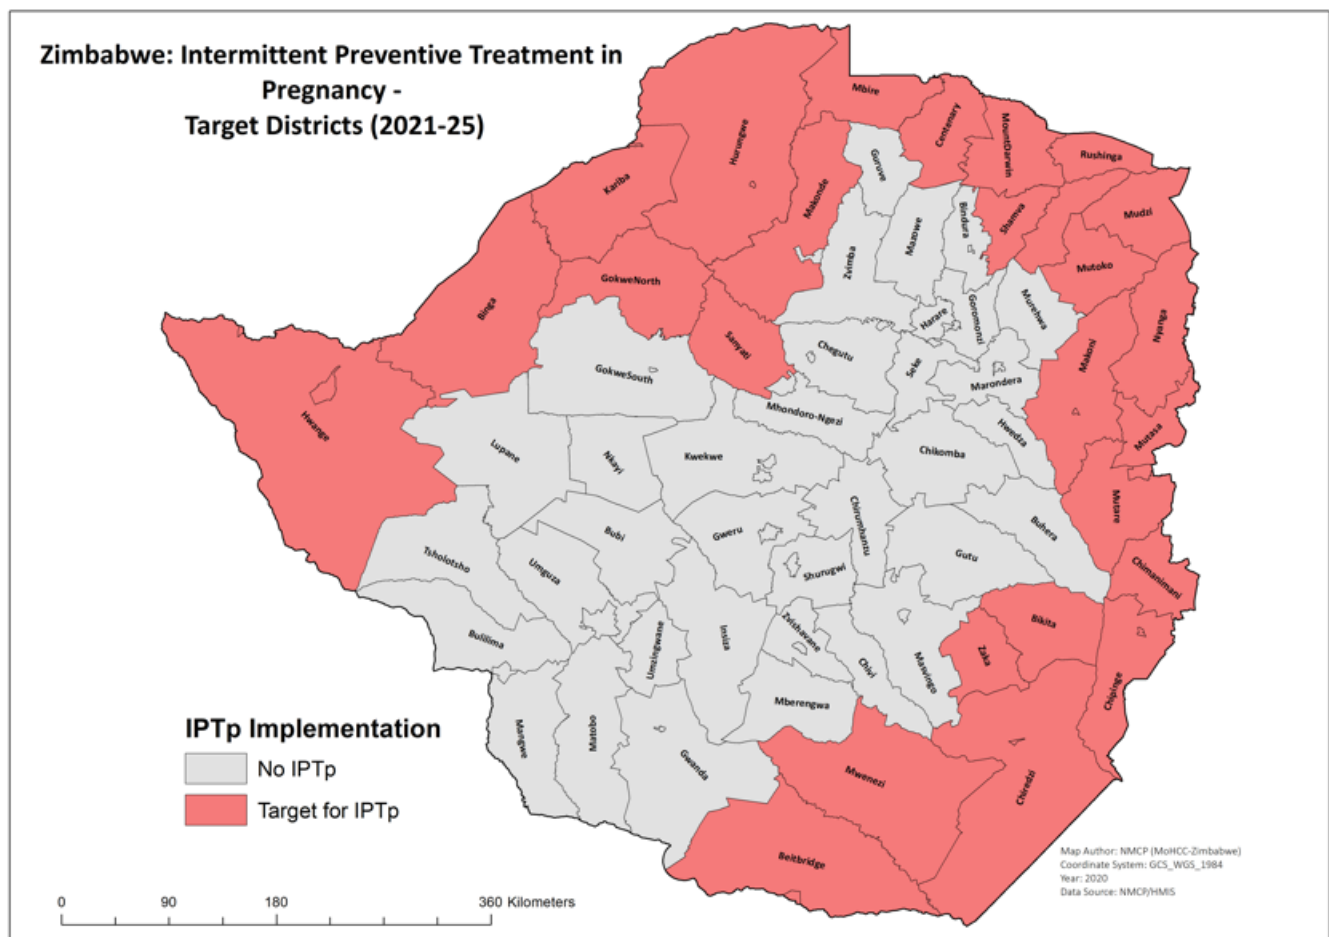 Zimbabwe: Intermittent Preventive Treatment in
Pregnancy -
Target Districts (2021-25)
Mbire
Centenary
MountDarwin
Rushinga
Hurungwe
Guruve
Kariba
Makonde
Shamva
Mudzi
Bindura
Mazowe
Zvimba
Mutoko
GokweNorth
Binga
Murehwa
Nyanga
Harare
Goromonzi
Sanyati
Chegutu
Makoni
Seke
GokweSouth
Marondera
Mhondoro-Ngezi
Hwange
Hwedza
Mutasa
Lupane
Nkayi
Kwekwe
Chikomba
Mutare
Chirumhanzu
Buhera
Bubi
Gweru
Gutu
Tsholotsho
Umguza
Shurugwi
Chimanimani
Bikita
Zvishavane
Bulilima
Umzingwane
Insiza
Zaka
Chivi
Masvingo
Chipinge
Mberengwa
Mangwe
Matobo
Gwanda
Mwenezi
Chiredzi
Beitbridge
IPTp Implementation
No IPTp
Target for IPTp
Map Author: NMCP (MoHCC-Zimbabwe)
Coordinate System: GCS_WGS_1984
Year: 2020
Data Source: NMCP/HMIS
0 90 180 360 Kilometers